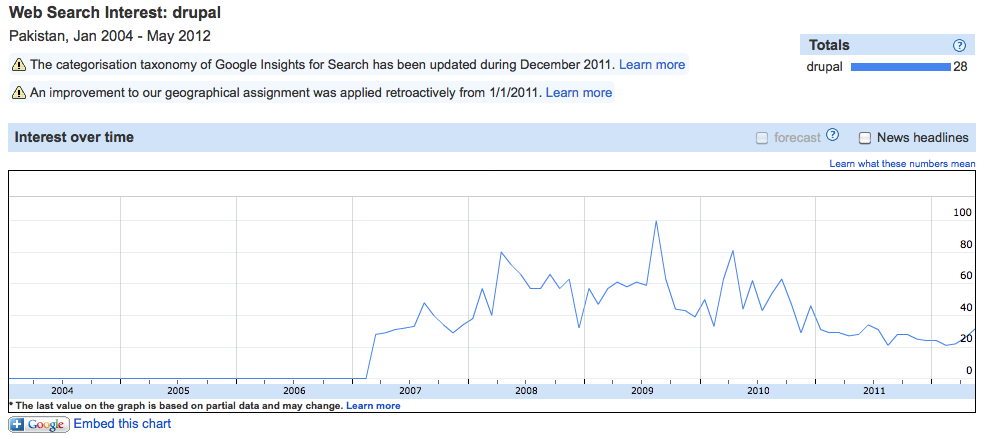 Web Search Interest: drupal
Pakistan, Jan 2004 - May 2012
The categorisation taxonomy of Google Insights for Search has been updated during December 2011. Learn more
An improvement to our geographical assignment was applied retroactively from 1/1/2011. Learn more
Totals ?
drupal 28
Interest over time
forecast ? News headlines
Learn what these numbers mean
100
80
60
40
20
0
2004 2005 2006 2007 2008 2009 2010 2011
* The last value on the graph is based on partial data and may change. Learn more
+ Google Embed this chart